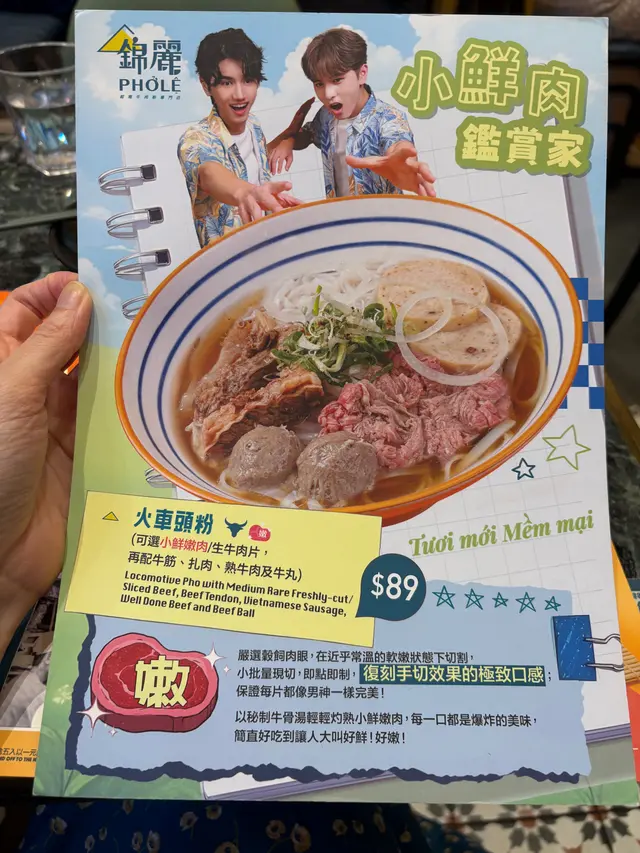 錦麗
PHỞLÊ
小鮮肉
鑑賞家
火車頭粉
嫩
(可選小鮮嫩肉/生牛肉片，
再配牛筋、扎肉、熟牛肉及牛丸)
Locomotive Pho with Medium Rare Freshly-cut/
Sliced Beef, Beef Tendon, Vietnamese Sausage,
Well Done Beef and Beef Ball
$89
Tươi mới Mềm mại
嫩
嚴選穀飼肉眼，在近乎常溫的軟嫩狀態下切割，
小批量現切，即點即制，復刻手切效果的極致口感；
保證每片都像男神一樣完美！
以秘制牛骨湯輕輕灼熟小鮮嫩肉，每一口都是爆炸的美味，
簡直好吃到讓人大叫好鮮！好嫩！
五入以一元